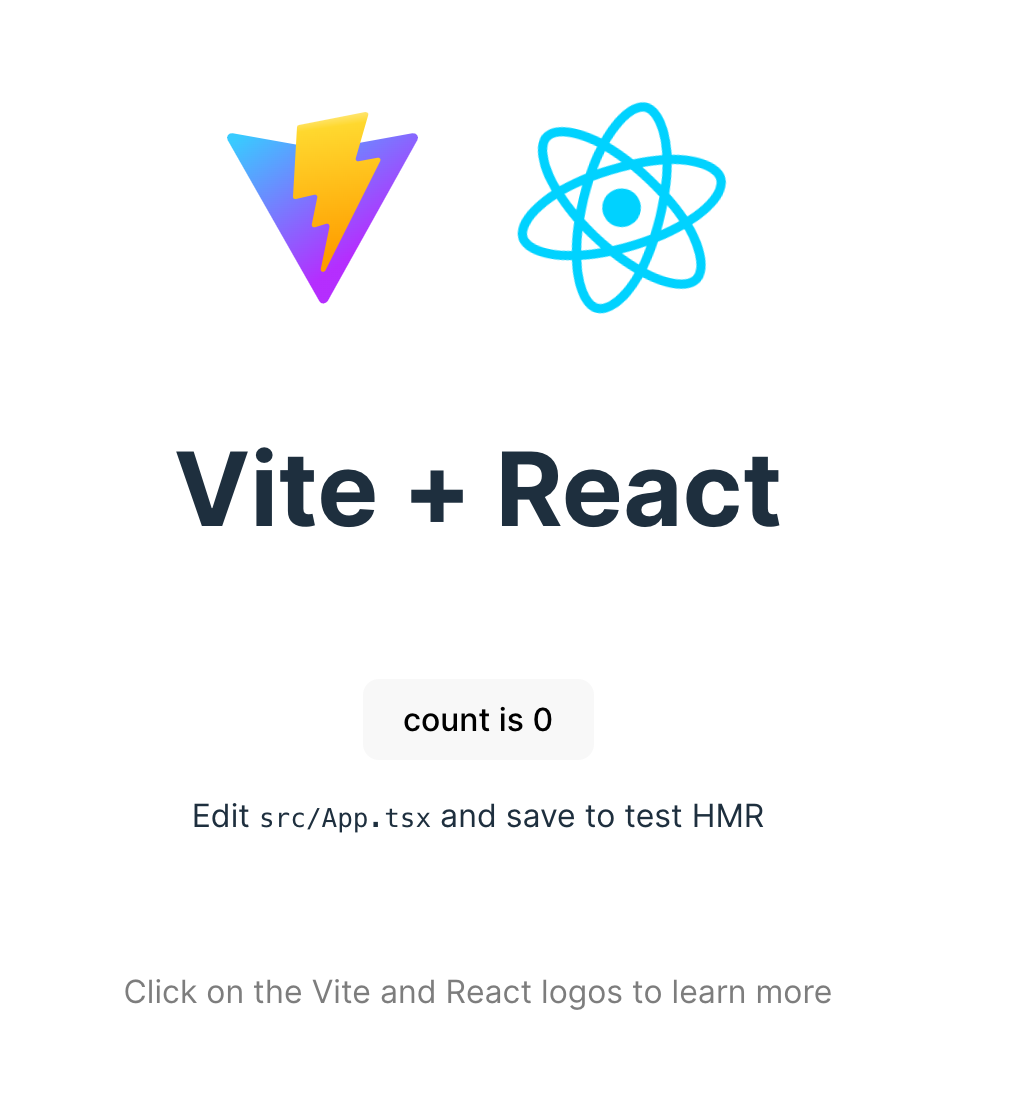 Vite + React
count is 0
Edit src/App.tsx and save to test HMR
Click on the Vite and React logos to learn more